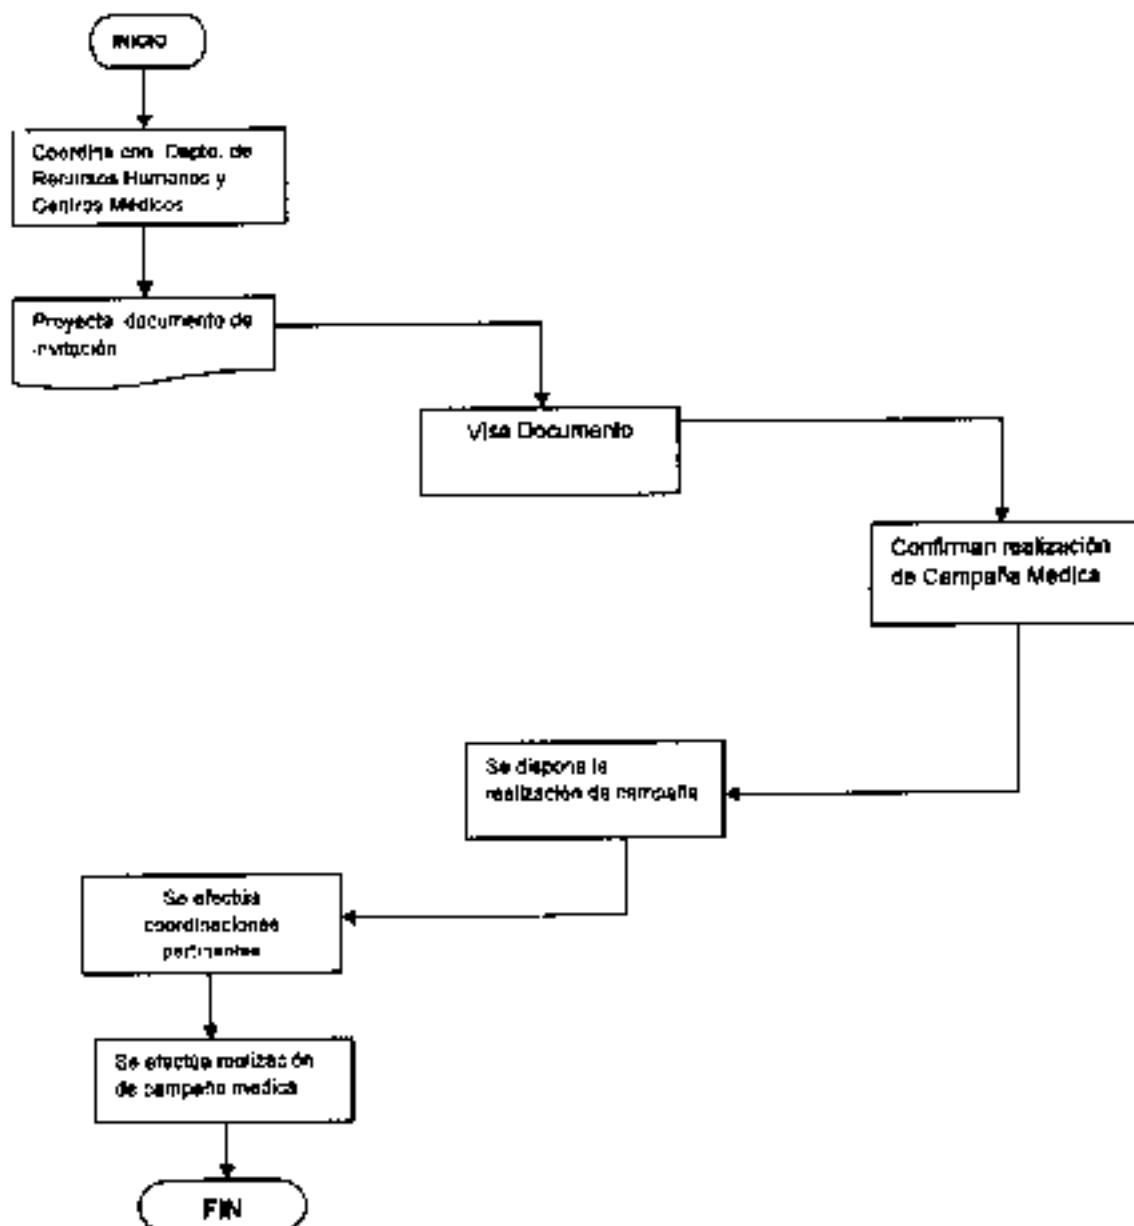 INICIO
Coordina con Depto. de
Recursos Humanos y
Centros Médicos
Proyecta documento de
invitación
Visa Documento
Confirman realización
de Campaña Medica
Se dispone la
realización de campaña
Se efectúa
coordinaciones
pertinentes
Se efectúa realización
de campaña medica
FIN